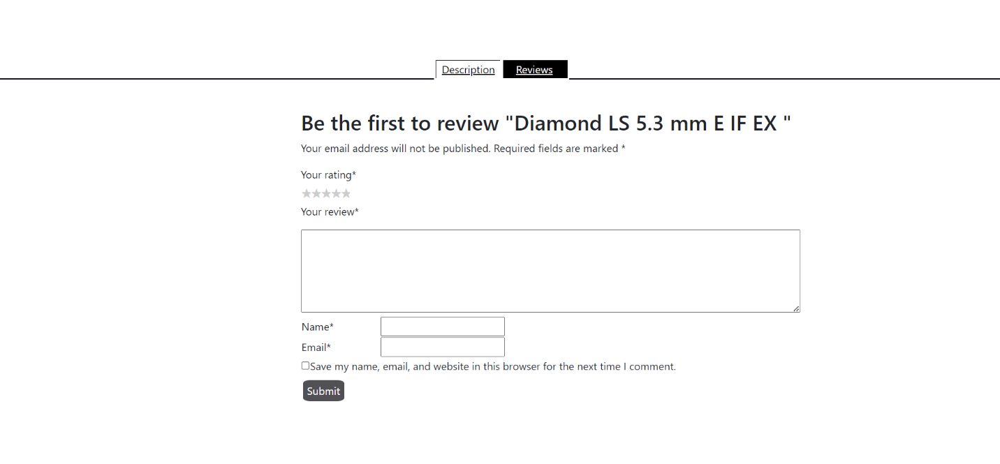 Description Reviews
Be the first to review "Diamond LS 5.3 mm E IF EX "
Your email address will not be published. Required fields are marked *
Your rating*
Your review*
Name*
Email*
Save my name, email, and website in this browser for the next time I comment.
Submit